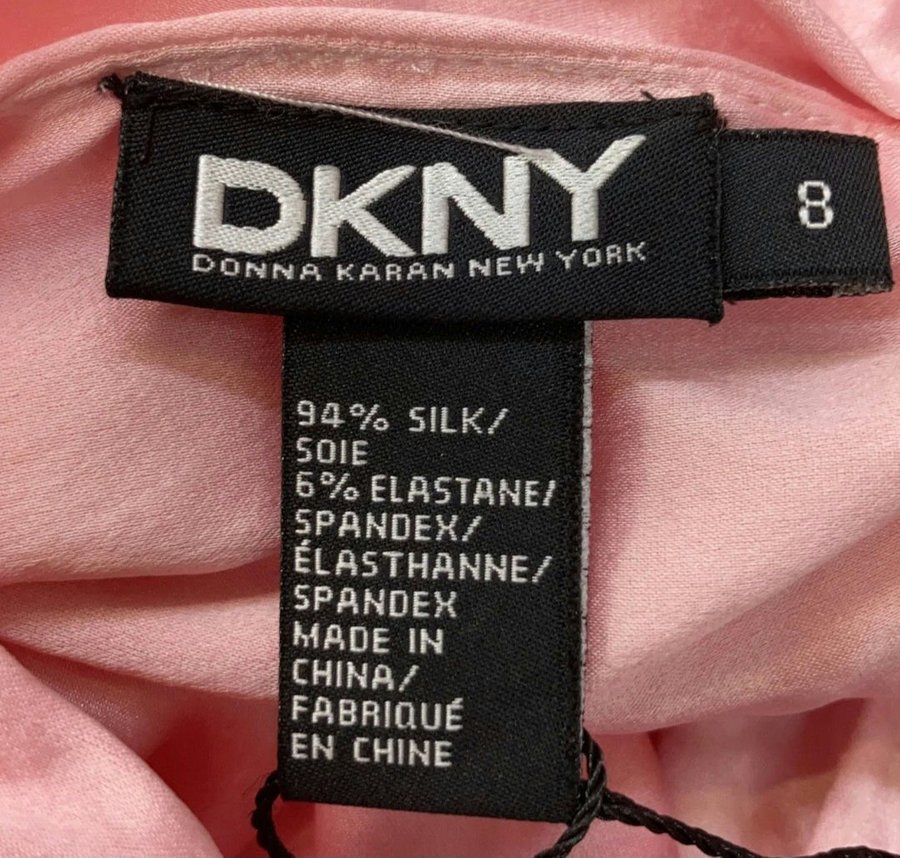 DKNY
DONNA KARAN NEW YORK
8
94% SILK/
SOIE
6% ELASTANE/
SPANDEX/
ÉLASTHANNE/
SPANDEX
MADE IN
CHINA/
FABRIQUÉ
EN CHINE